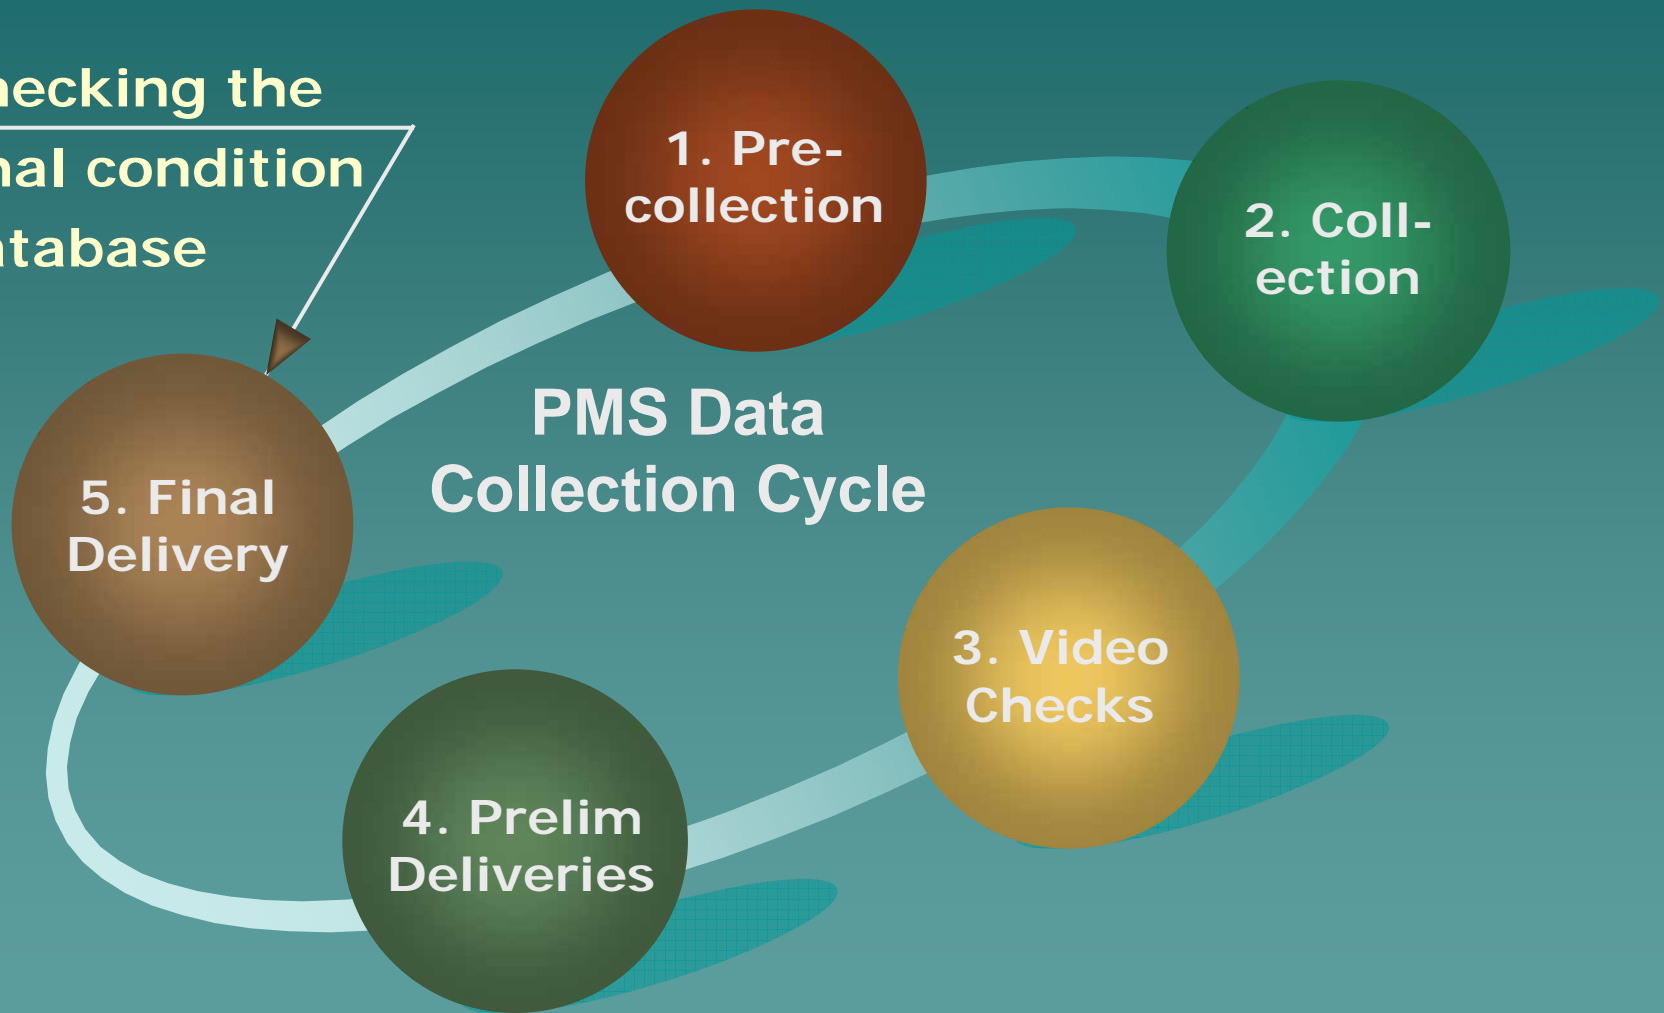 hecking the
nal condition
atabase
1. Pre-
collection
2. Coll-
ection
PMS Data
Collection Cycle
3. Video
Checks
4. Prelim
Deliveries
5. Final
Delivery